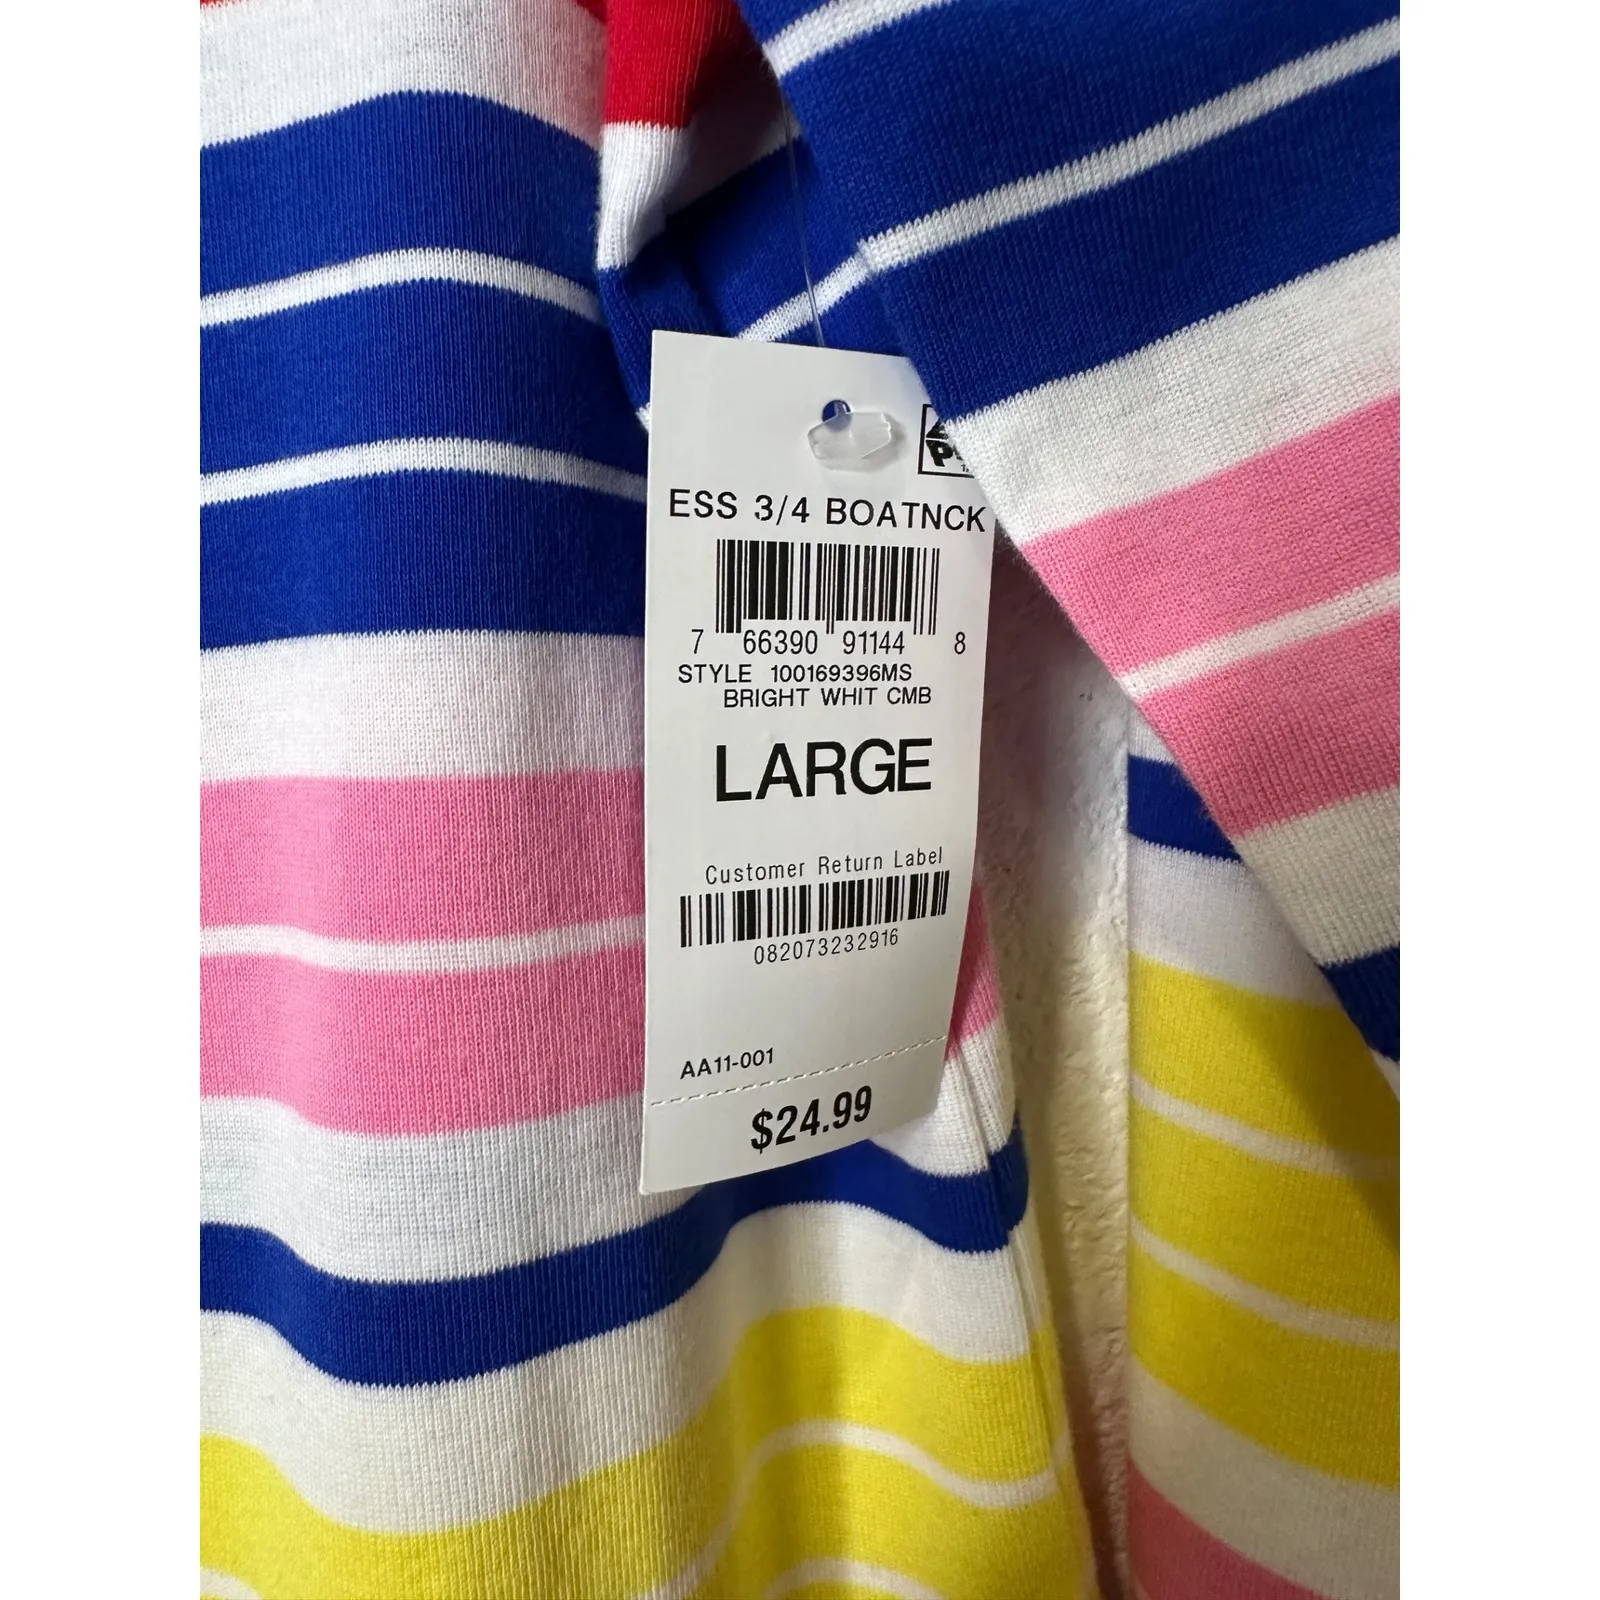 ESS 3/4 BOATNCK
7 66390 91144 8
STYLE 100169396MS
BRIGHT WHIT CMB
LARGE
Customer Return Label
082073232916
AA11-001
$24.99